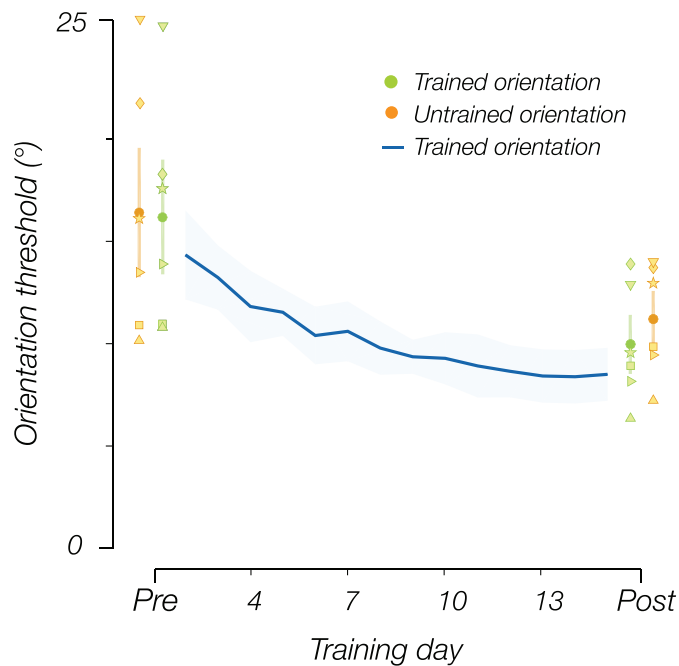 25
Trained orientation
Untrained orientation
Trained orientation
Orientation threshold (°)
0
Pre 4 7 10 13 Post
Training day